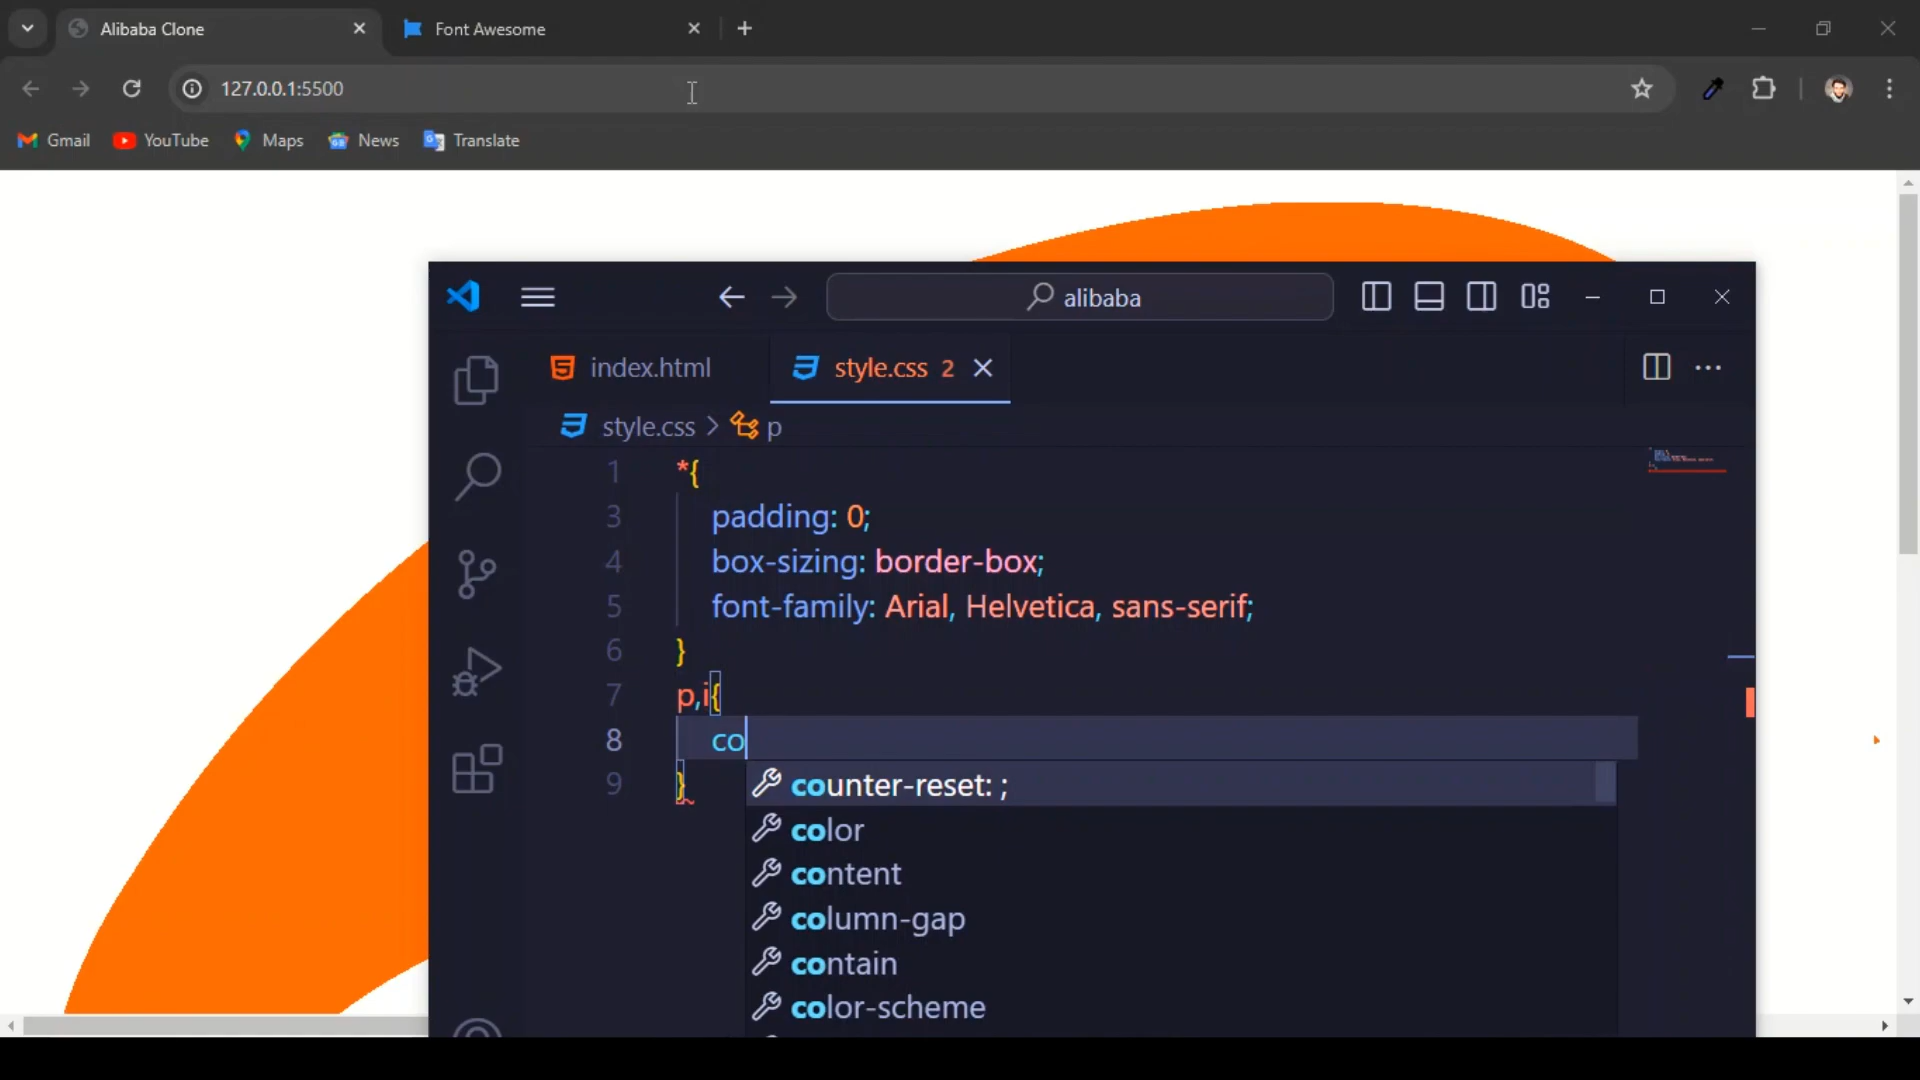 Alibaba Clone
Font Awesome
127.0.0.1:5500
Gmail
YouTube
Maps
News
Translate
alibaba
index.html
style.css 2
style.css > p
1 *{
3 padding: 0;
4 box-sizing: border-box;
5 font-family: Arial, Helvetica, sans-serif;
6 }
7 p,i{
8 co
9 }
counter-reset: ;
color
content
column-gap
contain
color-scheme